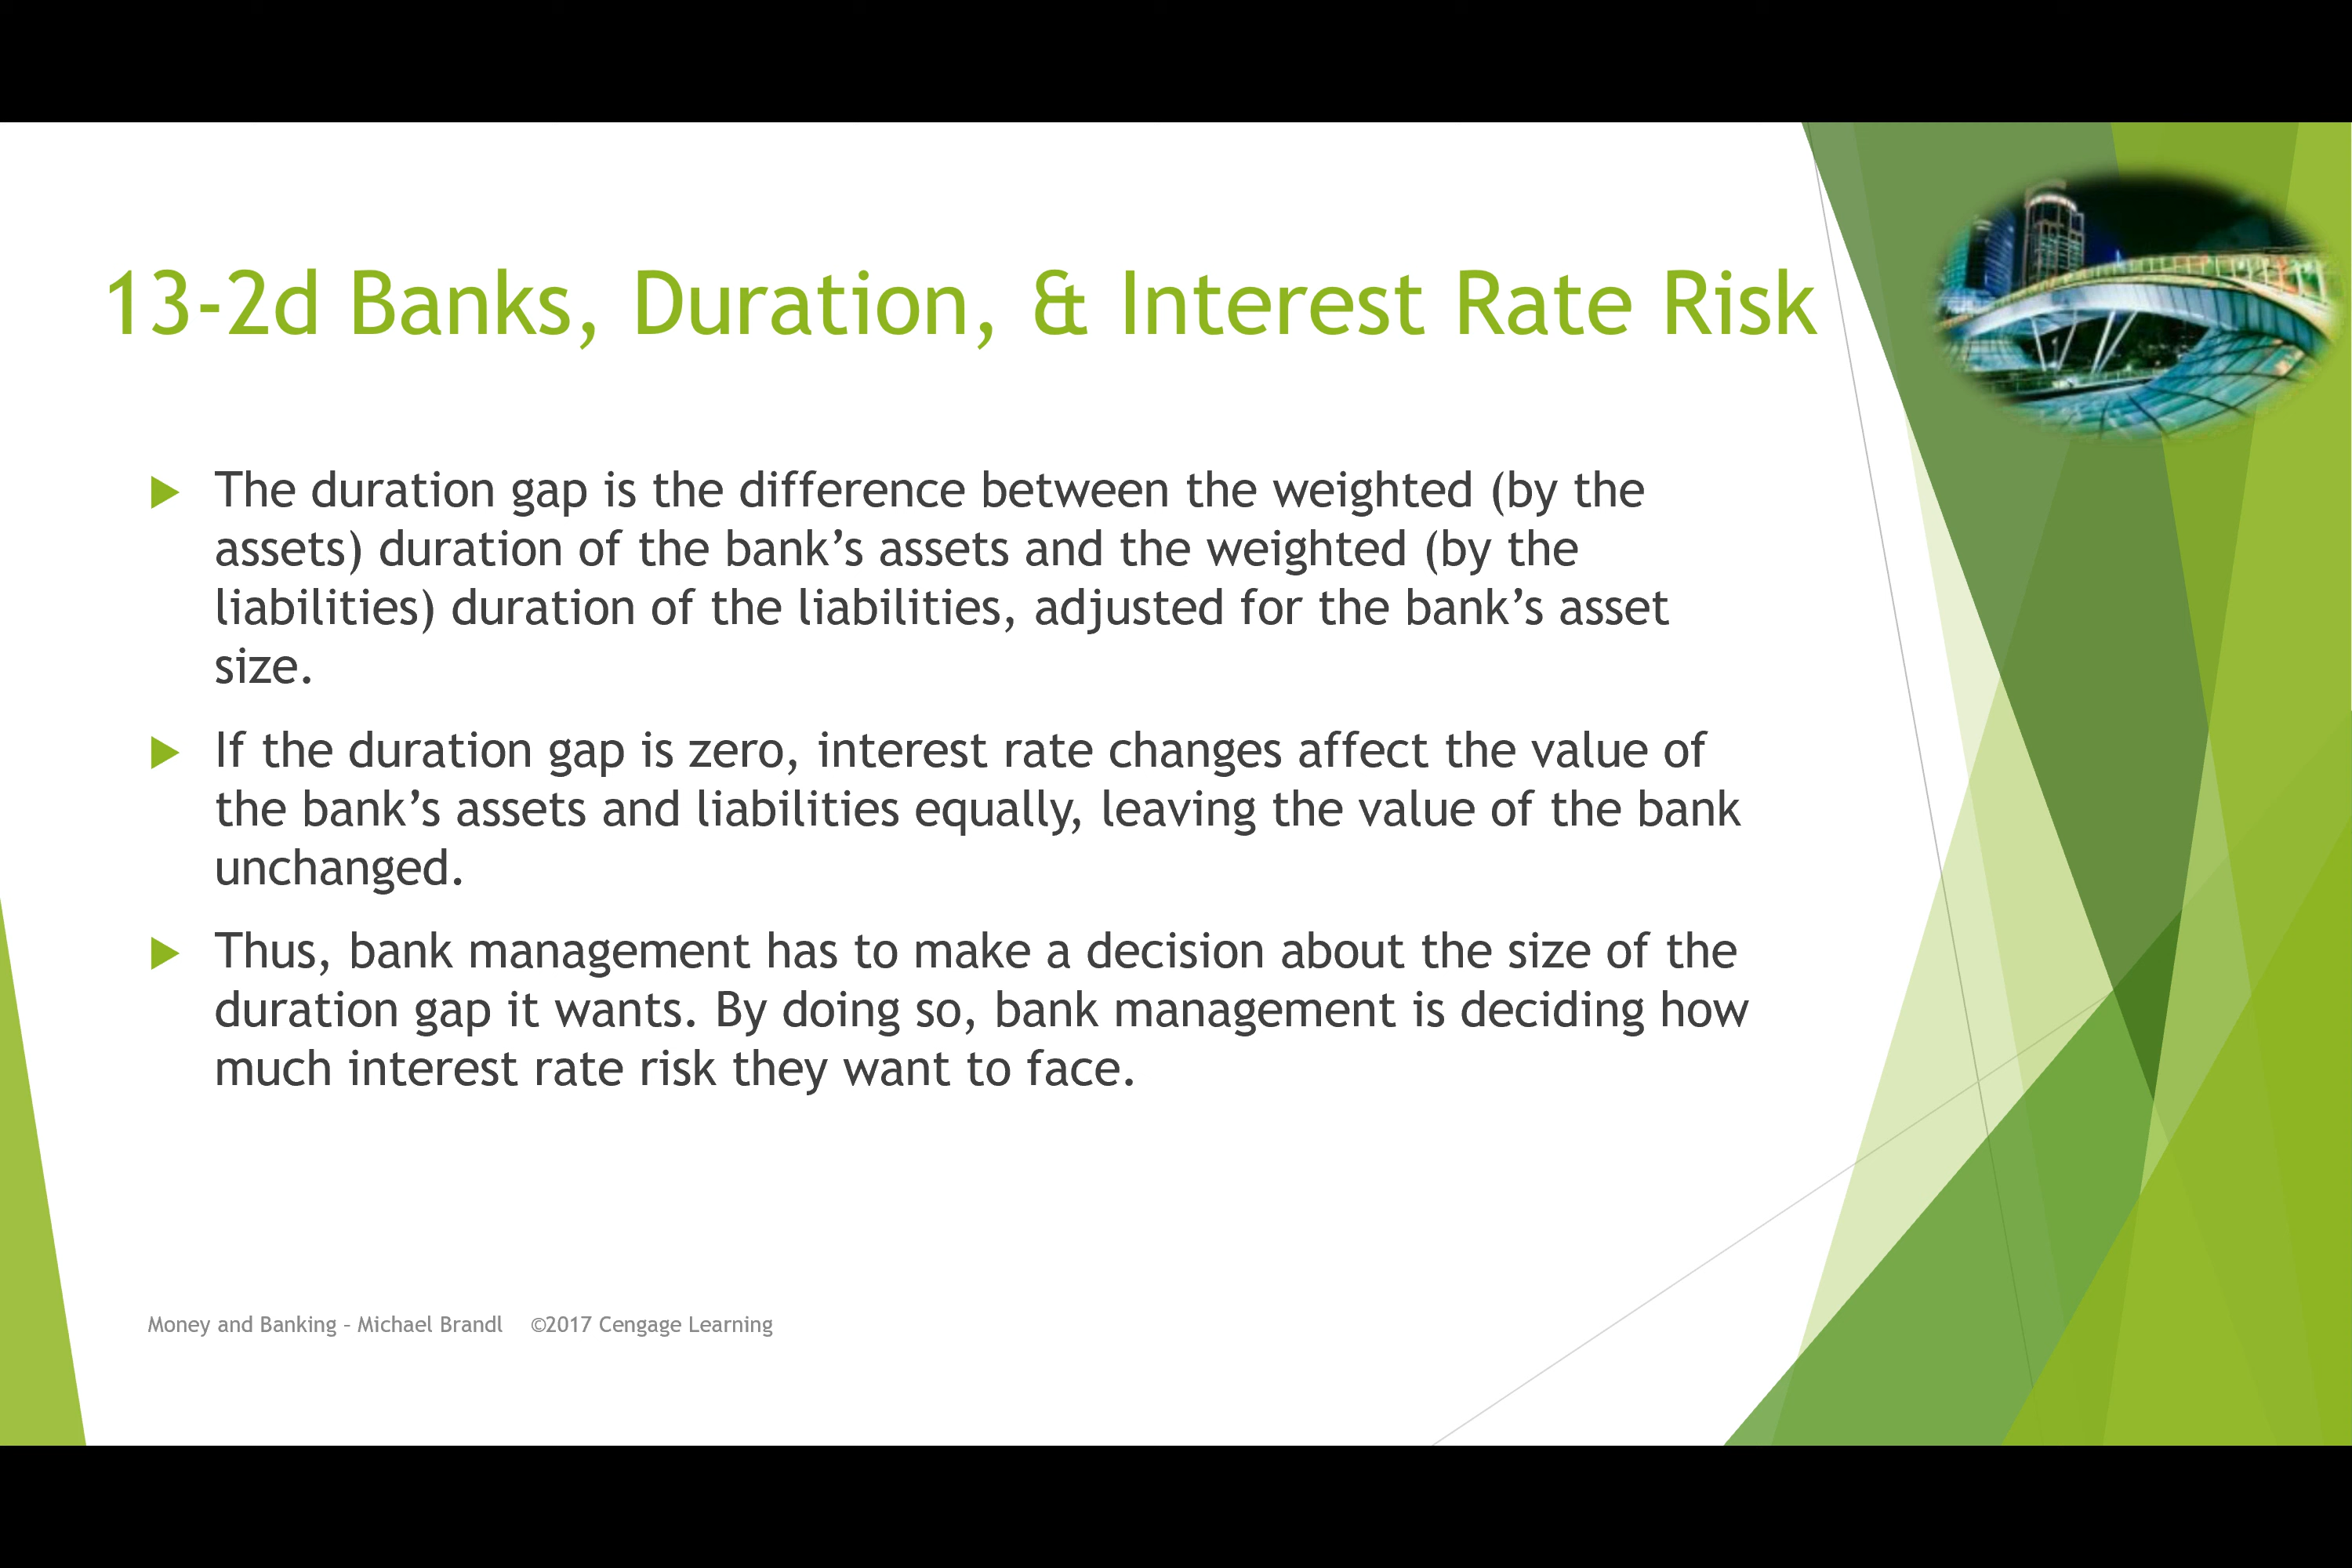 13-2d Banks, Duration, & Interest Rate Risk
The duration gap is the difference between the weighted (by the
assets) duration of the bank’s assets and the weighted (by the
liabilities) duration of the liabilities, adjusted for the bank’s asset
size.
If the duration gap is zero, interest rate changes affect the value of
the bank’s assets and liabilities equally, leaving the value of the bank
unchanged.
Thus, bank management has to make a decision about the size of the
duration gap it wants. By doing so, bank management is deciding how
much interest rate risk they want to face.
Money and Banking – Michael Brandl ©2017 Cengage Learning